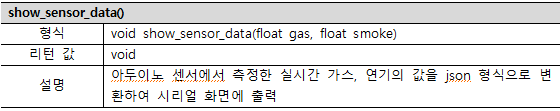 show_sensor_data()
형식 void show_sensor_data(float gas, float smoke)
리턴 값 void
설명 아두이노 센서에서 측정한 실시간 가스, 연기의 값을 json 형식으로 변
환하여 시리얼 화면에 출력